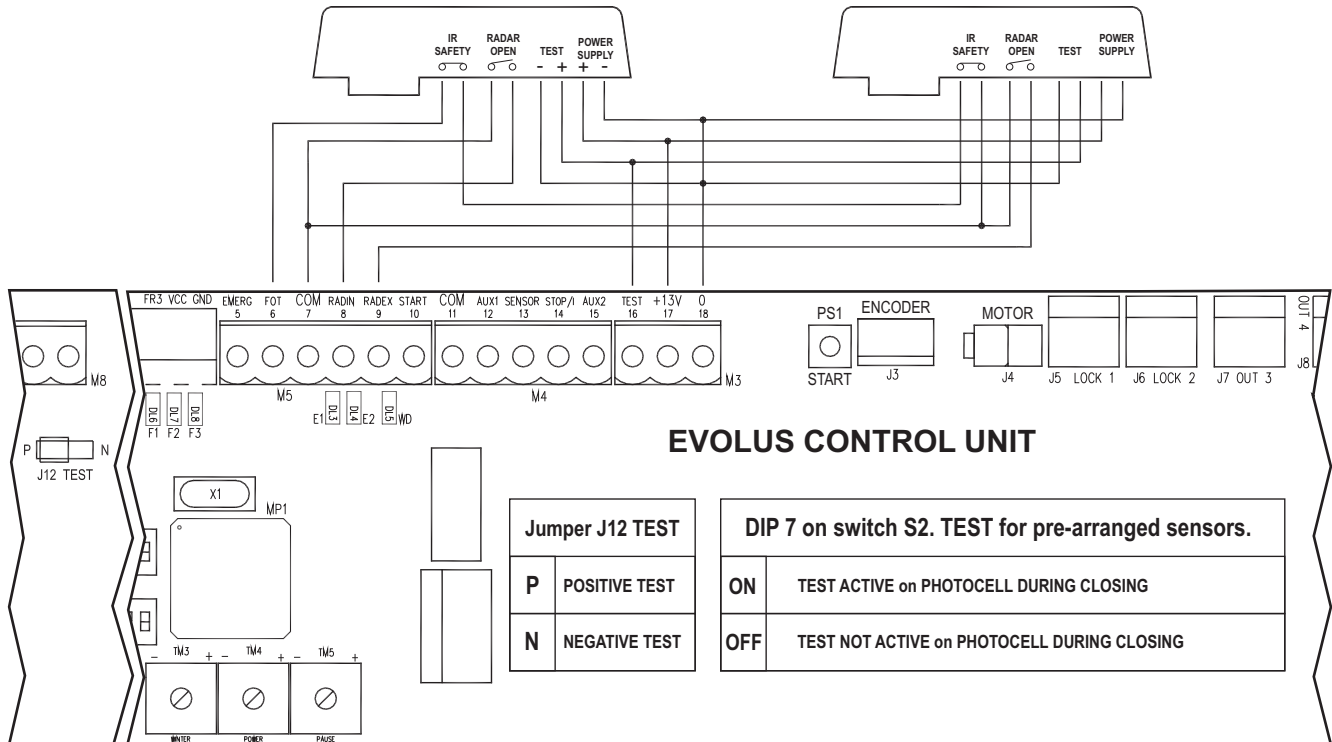 IR SAFETY RADAR OPEN TEST POWER SUPPLY
- + + -
IR SAFETY RADAR OPEN TEST POWER SUPPLY
FR3 VCC GND EMERG FOT COM RADIN RADEX START COM AUX1 SENSOR STOP/I AUX2 TEST +13V 0
5 6 7 8 9 10 11 12 13 14 15 16 17 18
M8 M5 M4 M3
PS1 ENCODER MOTOR OUT 4
START J3 J4 J5 LOCK 1 J6 LOCK 2 J7 OUT 3 J8
DL6 DL7 DL8 E1 DL3 DL4 E2 DL5 WD
F1 F2 F3
P N
J12 TEST
EVOLUS CONTROL UNIT
X1
MP1
Jumper J12 TEST
P POSITIVE TEST
N NEGATIVE TEST
DIP 7 on switch S2. TEST for pre-arranged sensors.
ON TEST ACTIVE on PHOTOCELL DURING CLOSING
OFF TEST NOT ACTIVE on PHOTOCELL DURING CLOSING
- TM3 + - TM4 + - TM5 +
WINTER POWER PAUSE